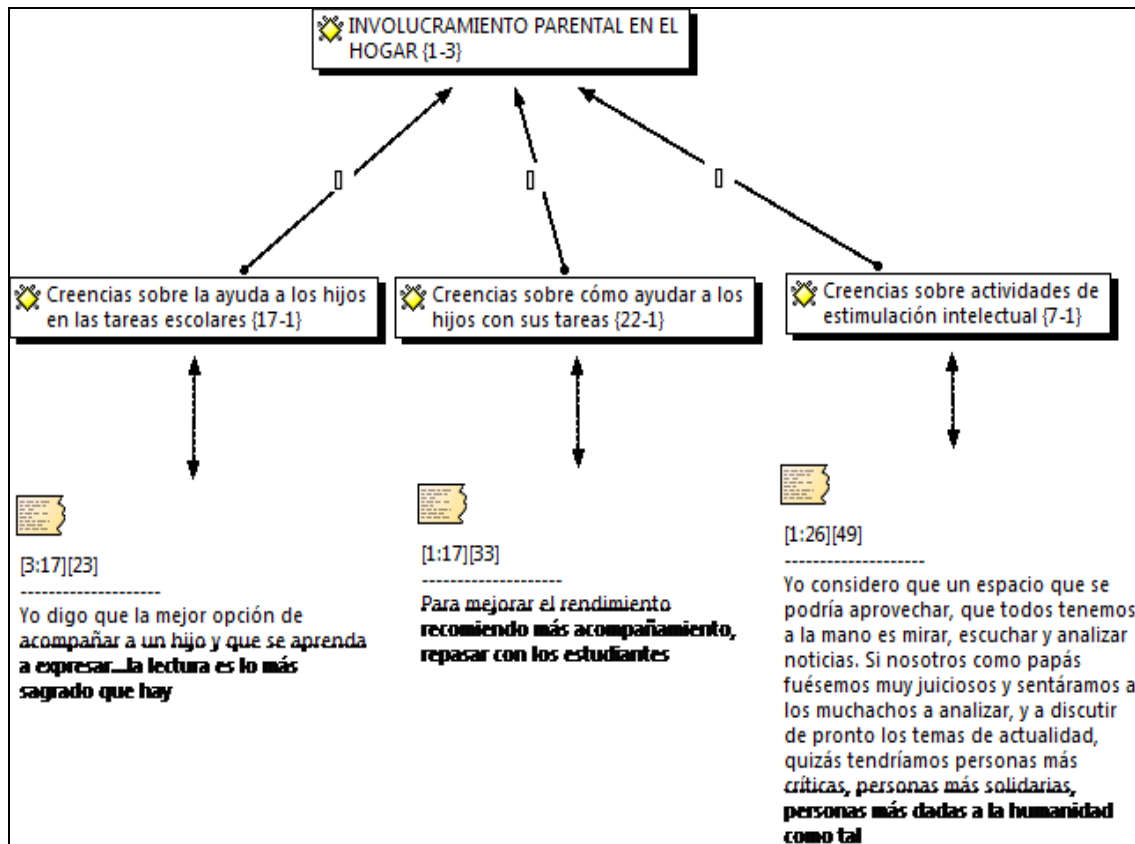 INVOLUCRAMIENTO PARENTAL EN EL
HOGAR {1-3}
Creencias sobre la ayuda a los hijos
en las tareas escolares {17-1}
Creencias sobre cómo ayudar a los
hijos con sus tareas {22-1}
Creencias sobre actividades de
estimulación intelectual {7-1}
[3:17][23]
--------------------
Yo digo que la mejor opción de
acompañar a un hijo y que se aprenda
a expresar...la lectura es lo más
sagrado que hay
[1:17][33]
--------------------
Para mejorar el rendimiento
recomiendo más acompañamiento,
repasar con los estudiantes
[1:26][49]
--------------------
Yo considero que un espacio que se
podría aprovechar, que todos tenemos
a la mano es mirar, escuchar y analizar
noticias. Si nosotros como papás
fuésemos muy juiciosos y sentáramos a
los muchachos a analizar, y a discutir
de pronto los temas de actualidad,
quizás tendríamos personas más
críticas, personas más solidarias,
personas más dadas a la humanidad
como tal